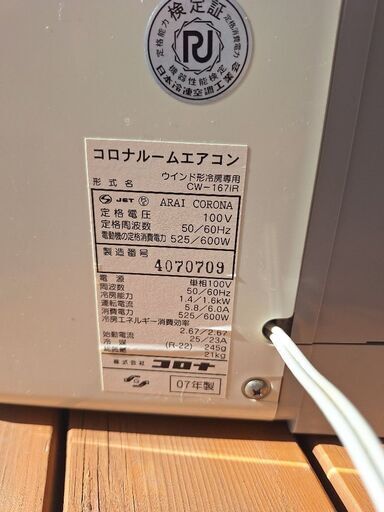 検定証
定格能力
定格消費電力
機器性能検定
日本冷凍空調工業会
コロナルームエアコン
ウインド形冷房専用
形式名 CW-167iR
JET ARAI CORONA
定格電圧 100V
定格周波数 50/60Hz
電動機の定格消費電力 525/600W
製造番号
4070709
電源 単相100V
周波数 50/60Hz
冷房能力 1.4/1.6kW
運転電流 5.8/6.0A
消費電力 525/600W
冷房エネルギー消費効率
2.67/2.67
始動電流 25/23A
冷媒 (R-22) 245g
21kg
株式会社 コロナ
07年製